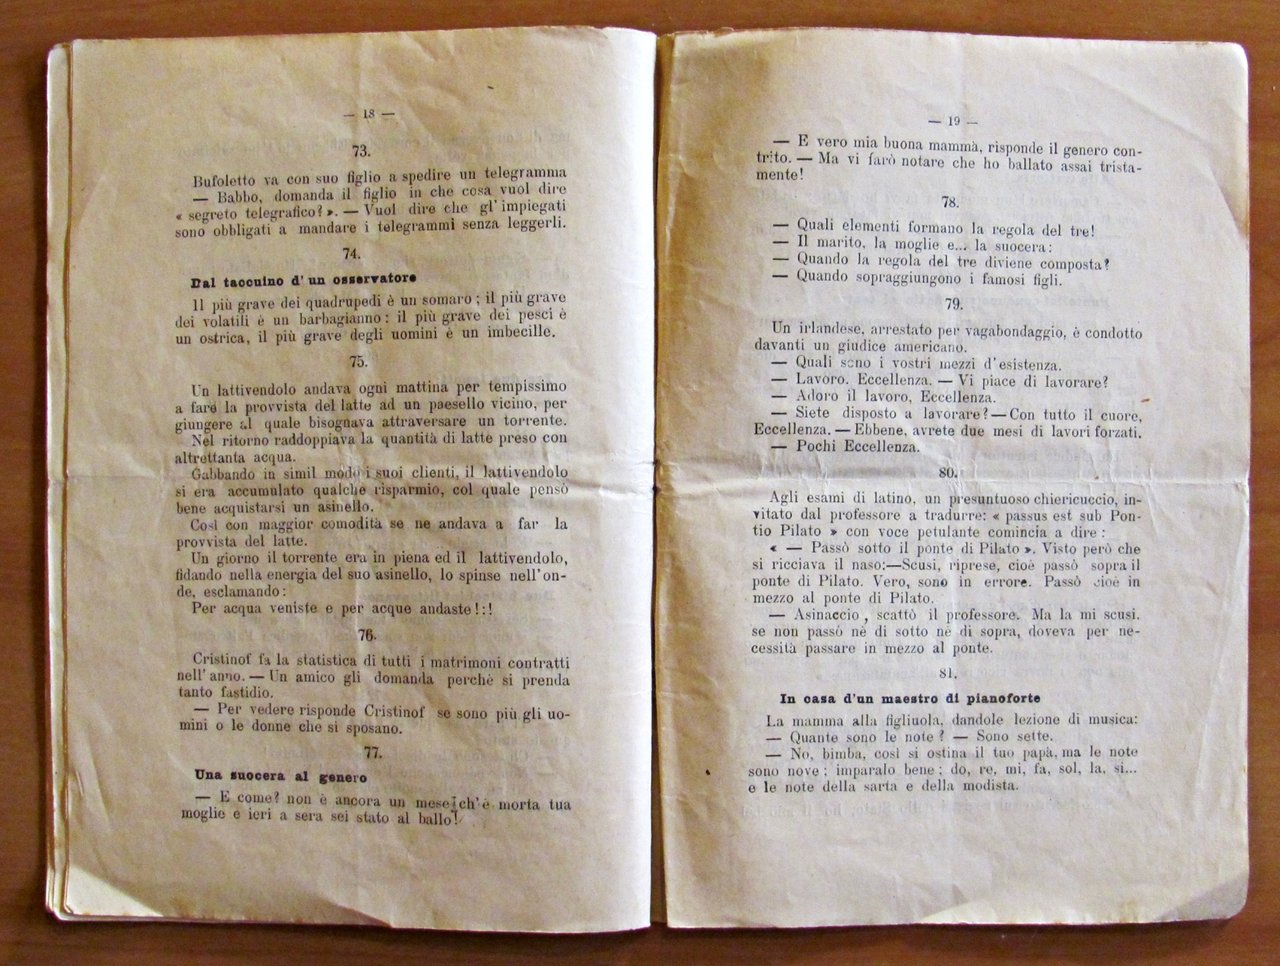 — 18 —
73.
Bufoletto va con suo figlio a spedire un telegramma
— Babbo, domanda il figlio in che cosa vuol dire
« segreto telegrafico? ». — Vuol dire che gl'impiegati
sono obbligati a mandare i telegrammi senza leggerli.
74.
Dal taccuino d'un osservatore
Il più grave dei quadrupedi è un somaro; il più grave
dei volatili è un barbagianno: il più grave dei pesci è
un ostrica, il più grave degli uomini è un imbecille.
75.
Un lattivendolo andava ogni mattina per tempissimo
a fare la provvista del latte ad un paesello vicino, per
giungere al quale bisognava attraversare un torrente.
Nel ritorno raddoppiava la quantità di latte preso con
altrettanta acqua.
Gabbando in simil modo i suoi clienti, il lattivendolo
si era accumulato qualche risparmio, col quale pensò
bene acquistarsi un asinello.
Così con maggior comodità se ne andava a far la
provvista del latte.
Un giorno il torrente era in piena ed il lattivendolo,
fidando nella energia del suo asinello, lo spinse nell'on-
de, esclamando:
Per acqua veniste e per acque andaste!:!
76.
Cristinof fa la statistica di tutti i matrimoni contratti
nell'anno. — Un amico gli domanda perchè si prenda
tanto fastidio.
— Per vedere risponde Cristinof se sono più gli uo-
mini o le donne che si sposano.
77.
Una suocera al genero
— E come? non è ancora un mese ch'è morta tua
moglie e ieri a sera sei stato al ballo!
— 19 —
— E vero mia buona mammà, risponde il genero con-
trito. — Ma vi farò notare che ho ballato assai trista-
mente!
78.
— Quali elementi formano la regola del tre!
— Il marito, la moglie e... la suocera:
— Quando la regola del tre diviene composta?
— Quando sopraggiungono i famosi figli.
79.
Un irlandese, arrestato per vagabondaggio, è condotto
davanti un giudice americano.
— Quali sono i vostri mezzi d'esistenza.
— Lavoro. Eccellenza. — Vi piace di lavorare?
— Adoro il lavoro, Eccellenza.
— Siete disposto a lavorare? — Con tutto il cuore,
Eccellenza. — Ebbene, avrete due mesi di lavori forzati.
— Pochi Eccellenza.
80.
Agli esami di latino, un presuntuoso chiericuccio, in-
vitato dal professore a tradurre: « passus est sub Pon-
tio Pilato » con voce petulante comincia a dire :
« — Passò sotto il ponte di Pilato ». Visto però che
si ricciava il naso:—Scusi, riprese, cioè passò sopra il
ponte di Pilato. Vero, sono in errore. Passò cioè in
mezzo al ponte di Pilato.
— Asinaccio, scattò il professore. Ma la mi scusi.
se non passò nè di sotto nè di sopra, doveva per ne-
cessità passare in mezzo al ponte.
81.
In casa d'un maestro di pianoforte
La mamma alla figliuola, dandole lezione di musica:
— Quante sono le note ? — Sono sette.
— No, bimba, così si ostina il tuo papà, ma le note
sono nove; imparalo bene; do, re, mi, fa, sol, la, si...
e le note della sarta e della modista.